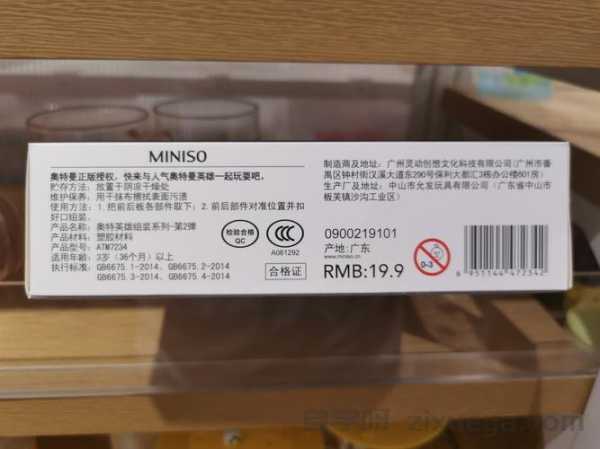 MINISO
奥特曼正版授权，快来与人气奥特曼英雄一起玩耍吧。
贮存方法：放置于阴凉干燥处
维护保养：用干抹布擦拭表面污渍
使用方法：1.把前后板各部件取下；2.前后部件对准位置并扣
好口组装。
产品名称：奥特英雄组装系列-第2弹
产品材料：塑胶材料
产品型号：ATM7234
适用年龄：3岁（36个月）以上
执行标准：GB6675.1-2014、GB6675.2-2014
GB6675.3-2014、GB6675.4-2014
检验合格
QC
CCC
A081292
合格证
制造商及地址：广州灵动创想文化科技有限公司(广州市番
禺区钟村街汉溪大道东290号保利大都汇3栋办公楼601房)
生产厂及地址：中山市允发玩具有限公司（广东省中山市
板芙镇沙沟工业区）
0900219101
产地:广东
www.miniso.cn
RMB:19.9
0-3
8 951144 472342
自学呀 zixuega.com